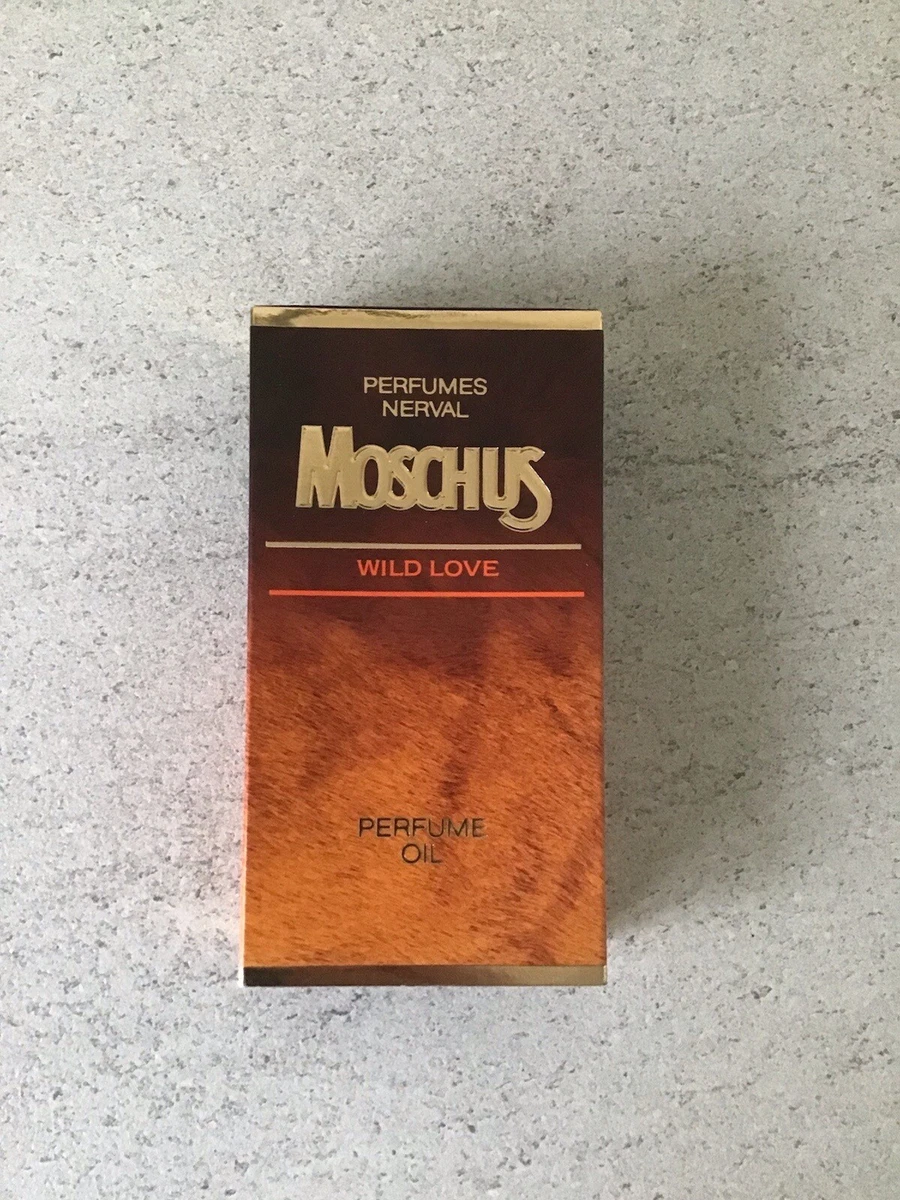 PERFUMES
NERVAL
MOSCHUS
WILD LOVE
PERFUME
OIL